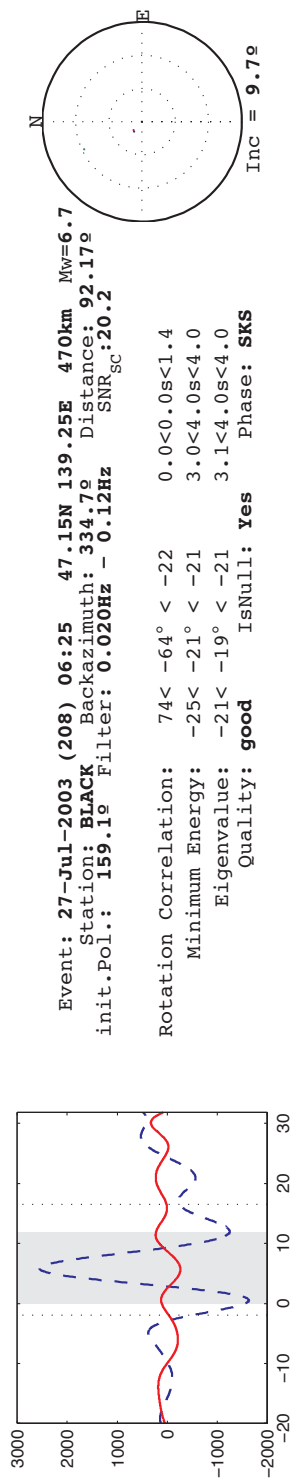 3000
2000
1000
0
−1000
−2000
−20
−10
0
10
20
30
Event: 27−Jul−2003 (208) 06:25 47.15N 139.25E 470km Mw=6.7
Station: BLACK Backazimuth: 334.7º Distance: 92.17º
init.Pol.: 159.1º Filter: 0.020Hz − 0.12Hz SNRSC:20.2
Rotation Correlation: 74< −64° < −22 0.0<0.0s<1.4
Minimum Energy: −25< −21° < −21 3.0<4.0s<4.0
Eigenvalue: −21< −19° < −21 3.1<4.0s<4.0
Quality: good IsNull: Yes Phase: SKS
N
E
Inc = 9.7º